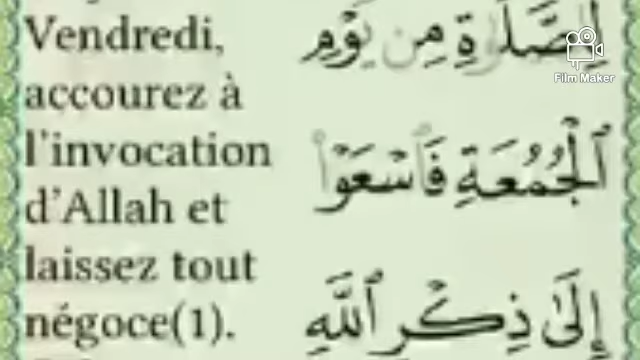 Vendredi,
accourez à
l'invocation
d'Allah et
laissez tout
négoce(1).
لِلصَّلَوٰةِ مِن يَوْمِ
ٱلْجُمُعَةِ فَٱسْعَوْا۟
إِلَىٰ ذِكْرِ ٱللَّهِ
Film Maker